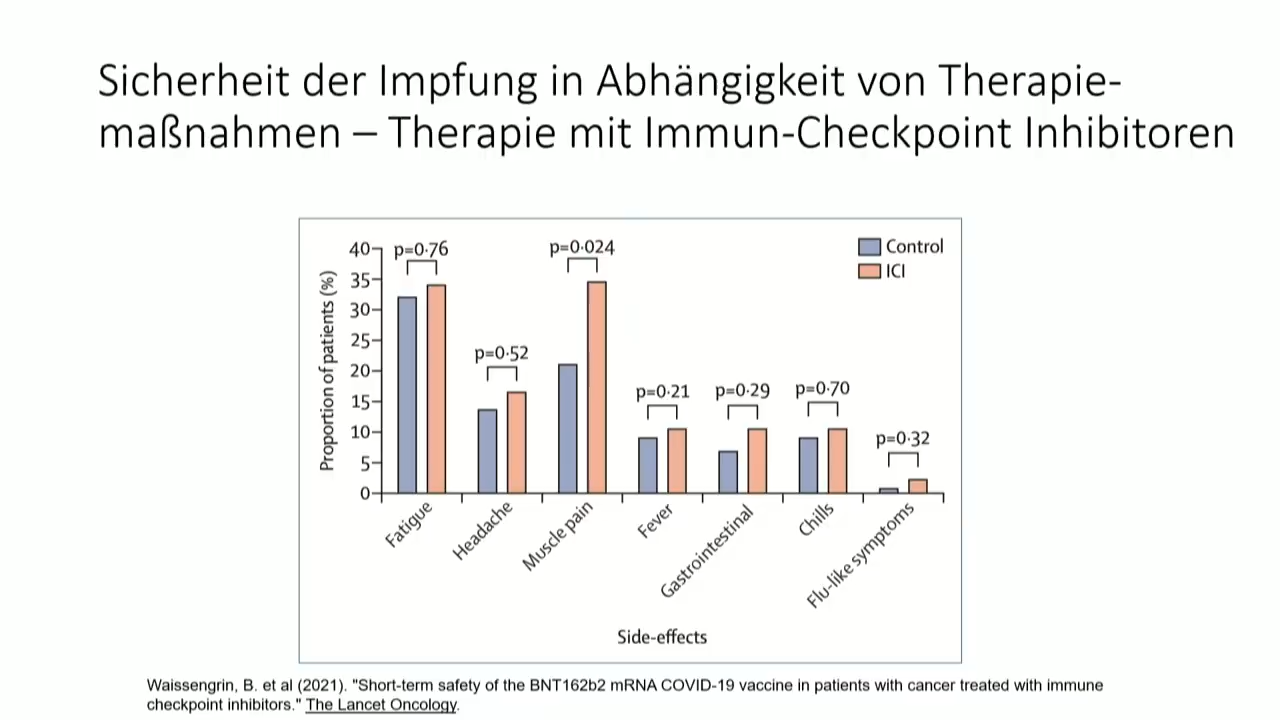 Sicherheit der Impfung in Abhängigkeit von Therapie-
maßnahmen – Therapie mit Immun-Checkpoint Inhibitoren
Control
ICI
Proportion of patients (%)
40
35
30
25
20
15
10
5
0
p=0·76
p=0·52
p=0·024
p=0·21
p=0·29
p=0·70
p=0·32
Fatigue
Headache
Muscle pain
Fever
Gastrointestinal
Chills
Flu-like symptoms
Side-effects
Waissengrin, B. et al (2021). "Short-term safety of the BNT162b2 mRNA COVID-19 vaccine in patients with cancer treated with immune
checkpoint inhibitors." The Lancet Oncology.